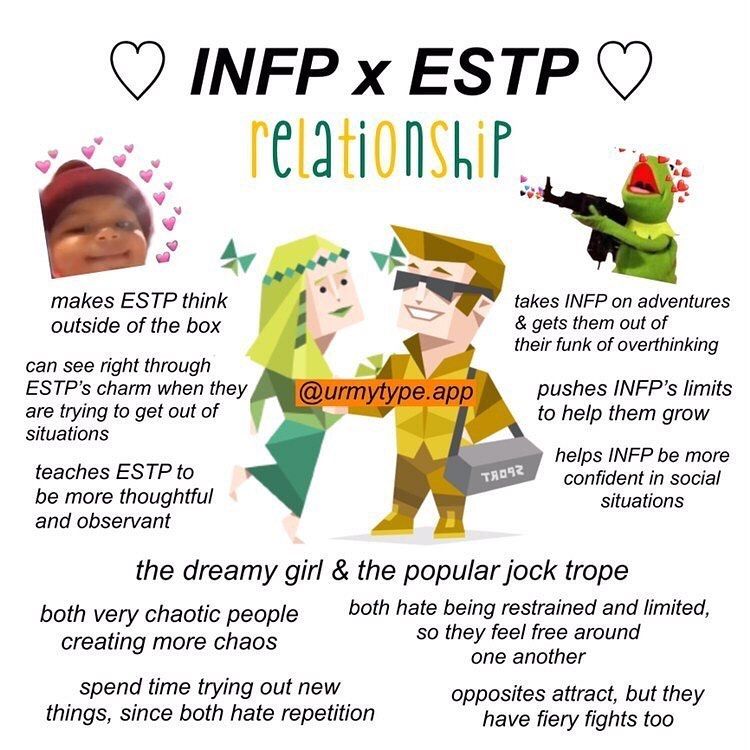 ♡ INFP x ESTP ♡
relationship
makes ESTP think
outside of the box
can see right through
ESTP's charm when they
are trying to get out of
situations
teaches ESTP to
be more thoughtful
and observant
@urmytype.app
takes INFP on adventures
& gets them out of
their funk of overthinking
pushes INFP's limits
to help them grow
helps INFP be more
confident in social
situations
TROPS
the dreamy girl & the popular jock trope
both very chaotic people
creating more chaos
both hate being restrained and limited,
so they feel free around
one another
spend time trying out new
things, since both hate repetition
opposites attract, but they
have fiery fights too